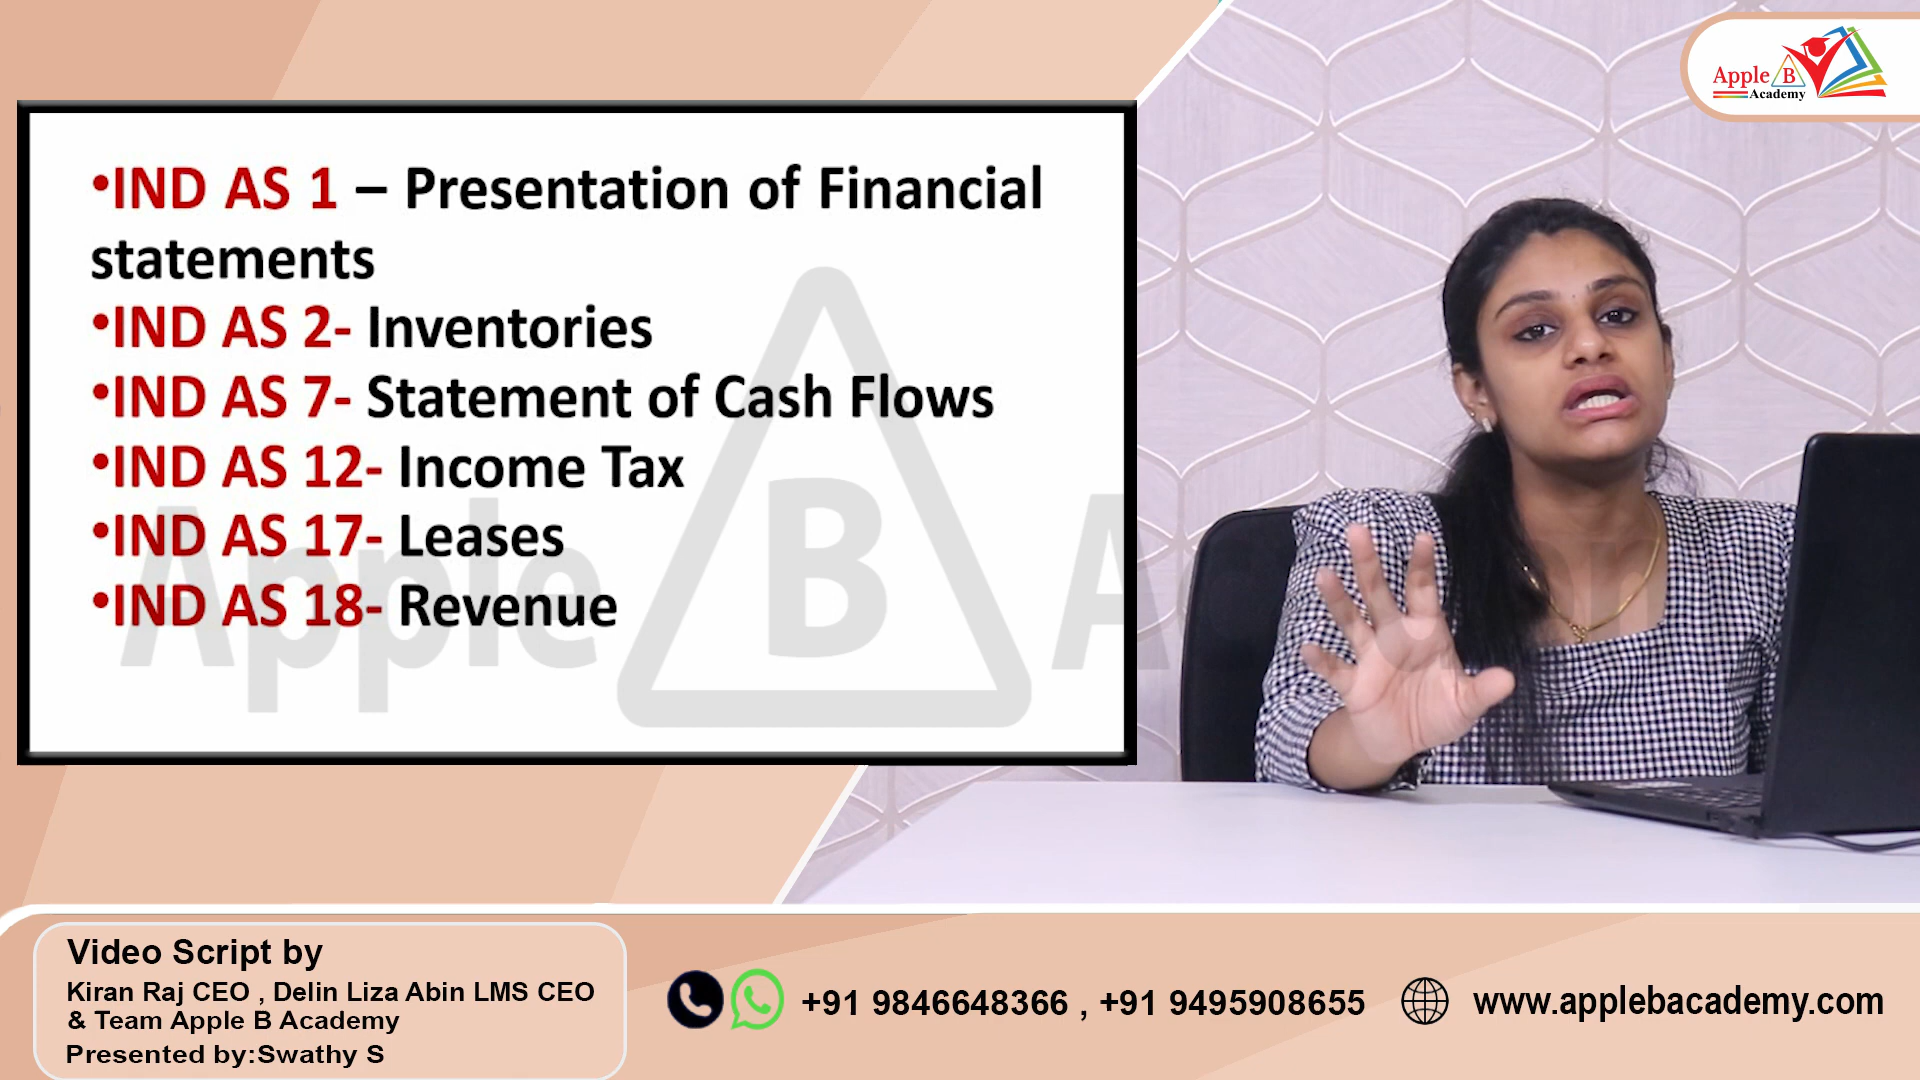 Apple B
Academy
•IND AS 1 – Presentation of Financial
statements
•IND AS 2- Inventories
•IND AS 7- Statement of Cash Flows
•IND AS 12- Income Tax
•IND AS 17- Leases
•IND AS 18- Revenue
Apple B Academy
Video Script by
Kiran Raj CEO , Delin Liza Abin LMS CEO
& Team Apple B Academy
Presented by:Swathy S
+91 9846648366 , +91 9495908655
www.applebacademy.com